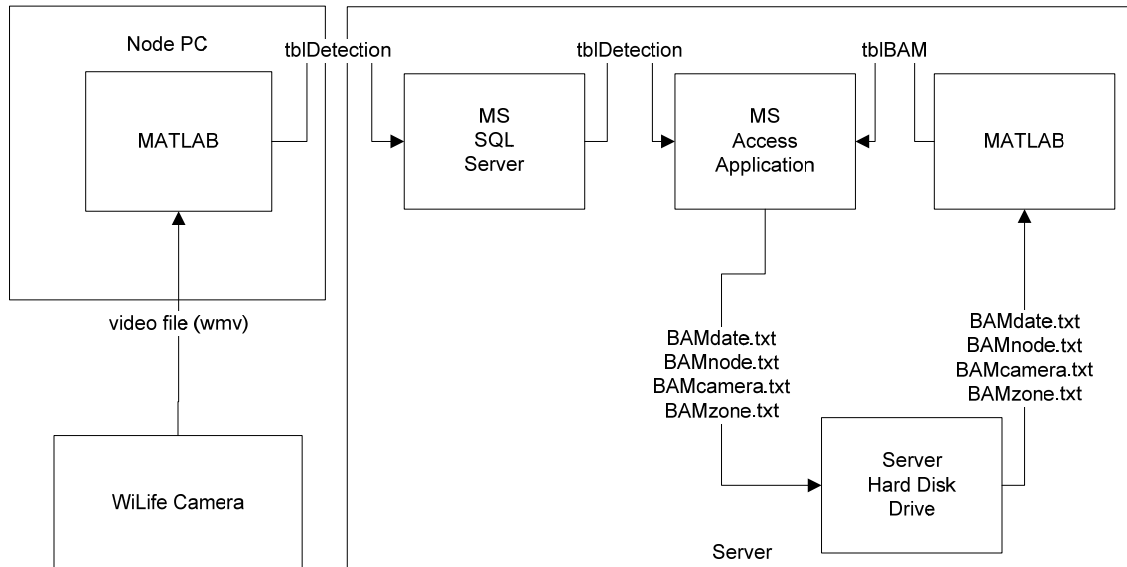 Node PC
MATLAB
video file (wmv)
WiLife Camera
tblDetection
MS
SQL
Server
tblDetection
MS
Access
Application
tblBAM
MATLAB
BAMdate.txt
BAMnode.txt
BAMcamera.txt
BAMzone.txt
Server
Hard Disk
Drive
BAMdate.txt
BAMnode.txt
BAMcamera.txt
BAMzone.txt
Server